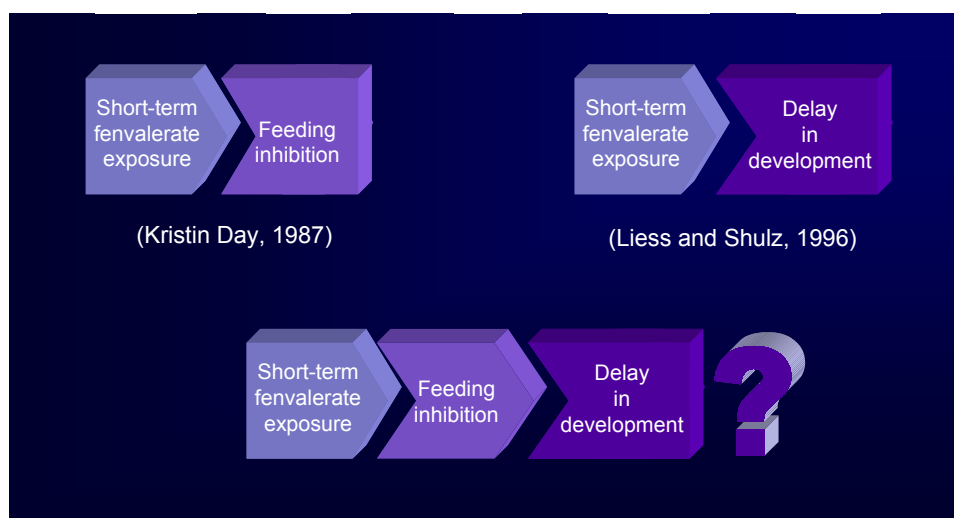 Short-term
fenvalerate
exposure
Feeding
inhibition
(Kristin Day, 1987)
Short-term
fenvalerate
exposure
Delay
in
development
(Liess and Shulz, 1996)
Short-term
fenvalerate
exposure
Feeding
inhibition
Delay
in
development
?